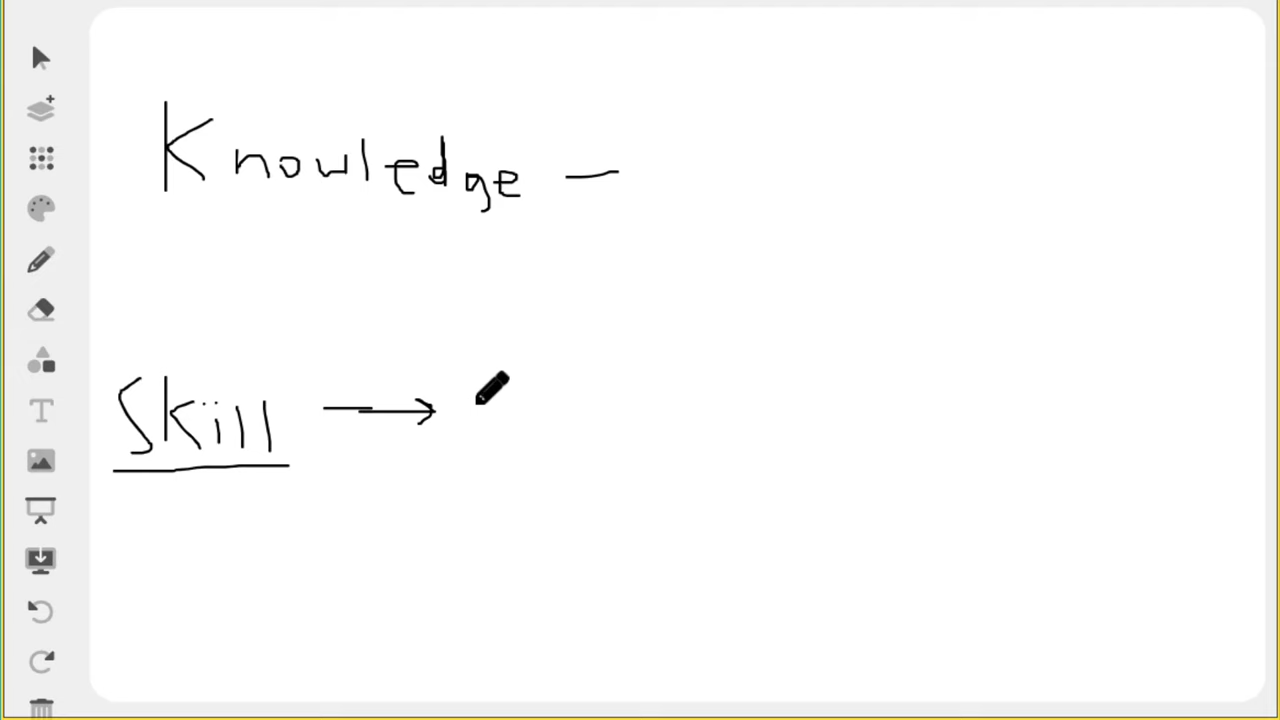 Knowledge —
Skill →